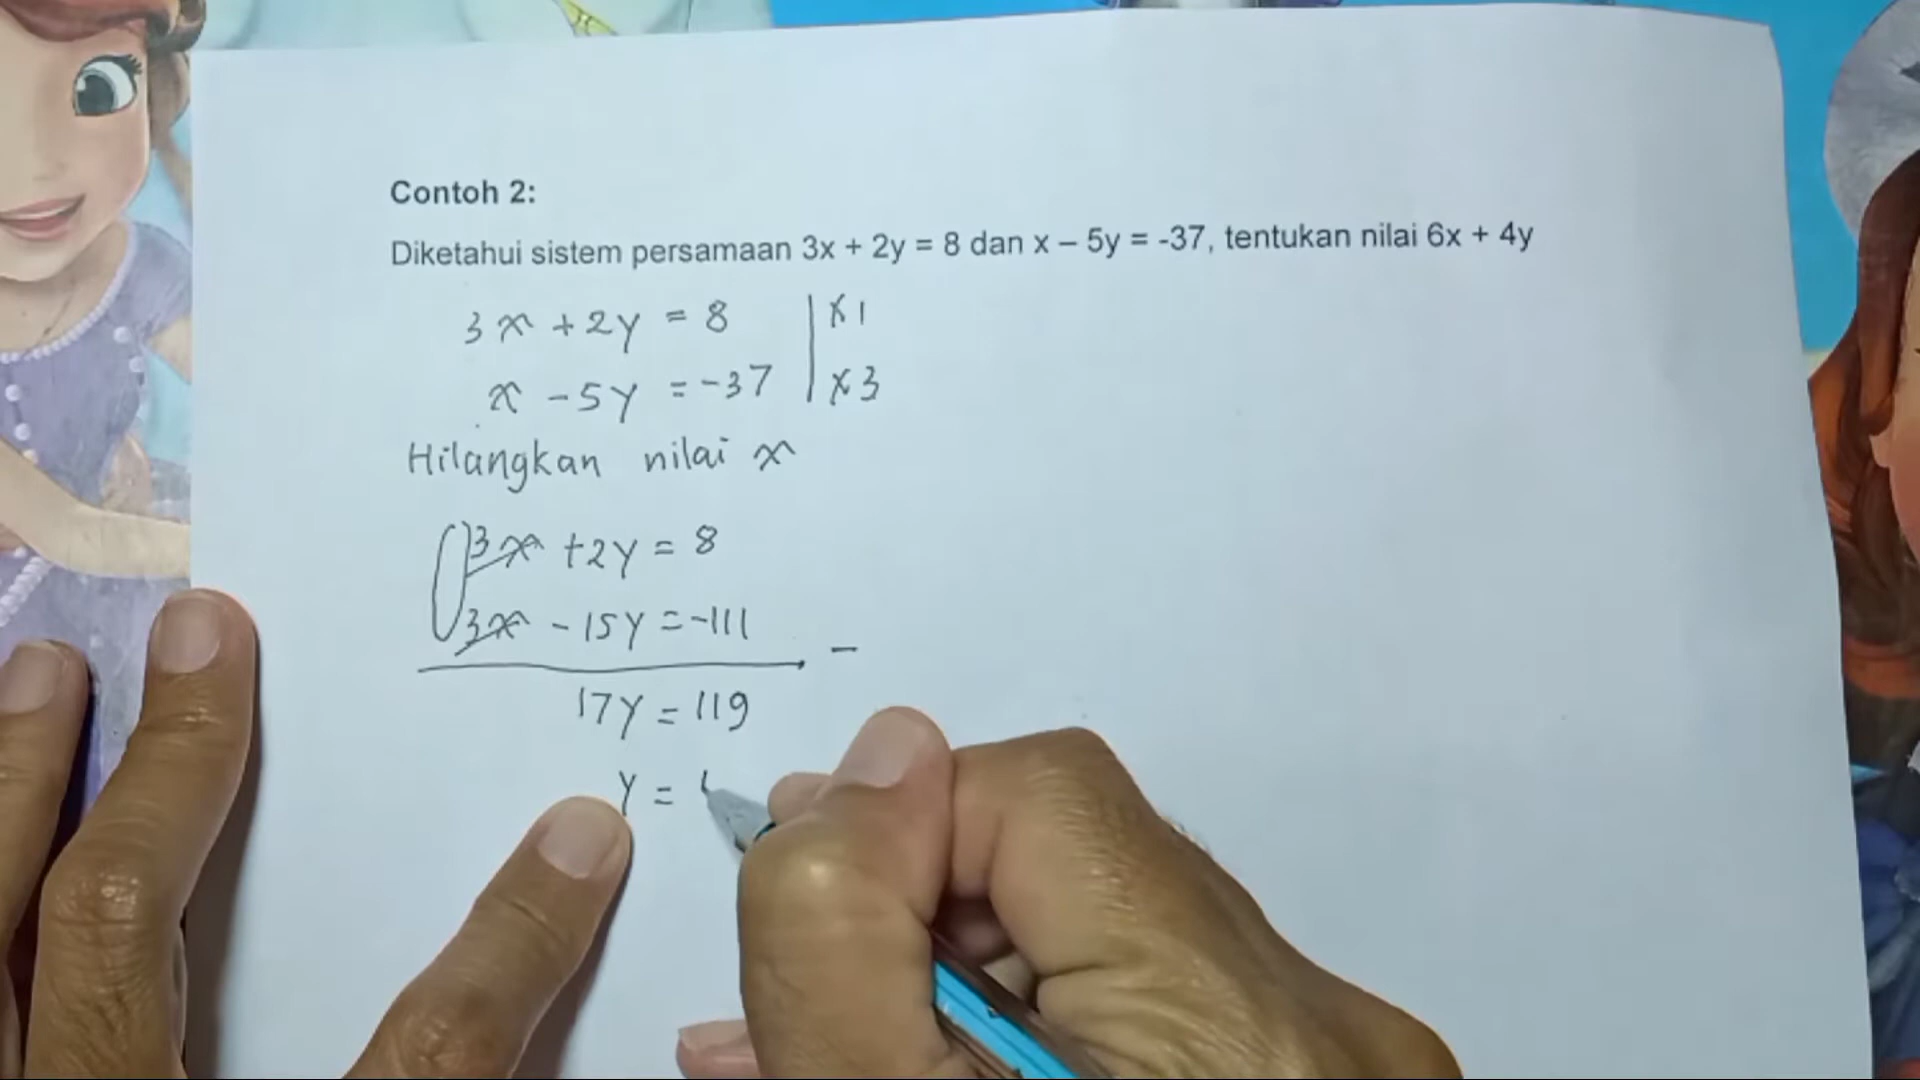 Contoh 2:
Diketahui sistem persamaan 3x + 2y = 8 dan x – 5y = -37, tentukan nilai 6x + 4y
3x + 2y = 8 | x1
x - 5y = -37 | x3
Hilangkan nilai x
3x + 2y = 8
3x - 15y = -111
-
17y = 119
y =